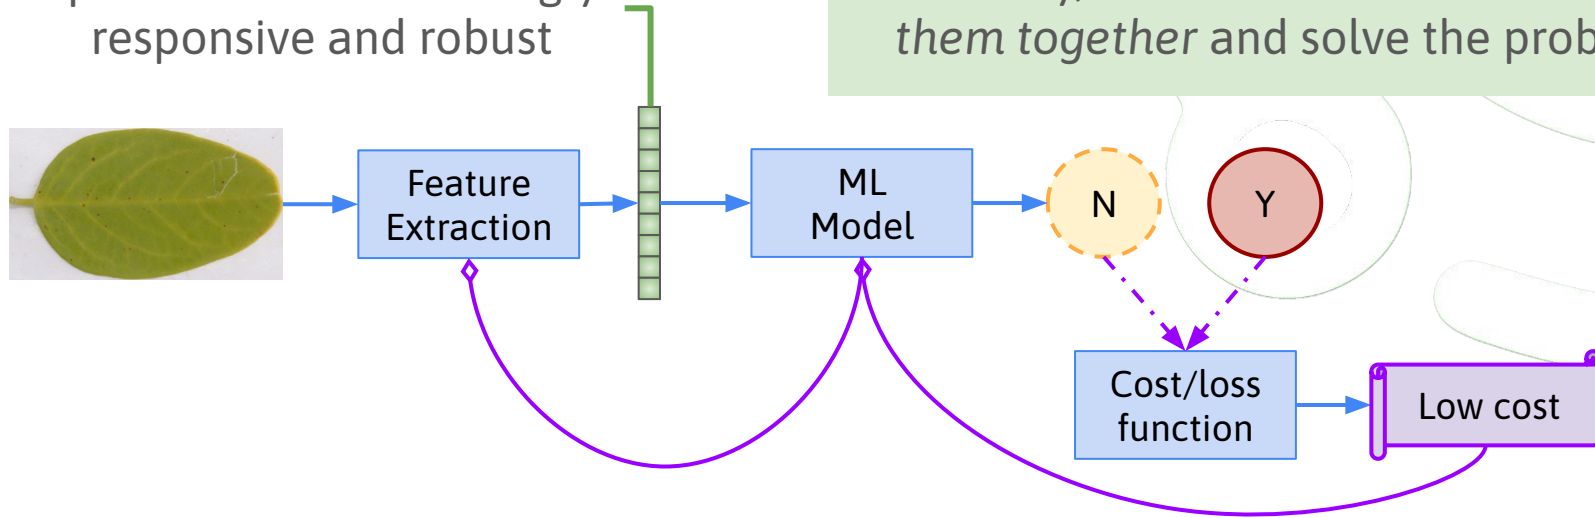 responsive and robust
them together and solve the prob
Feature
Extraction
ML
Model
N
Y
Cost/loss
function
Low cost